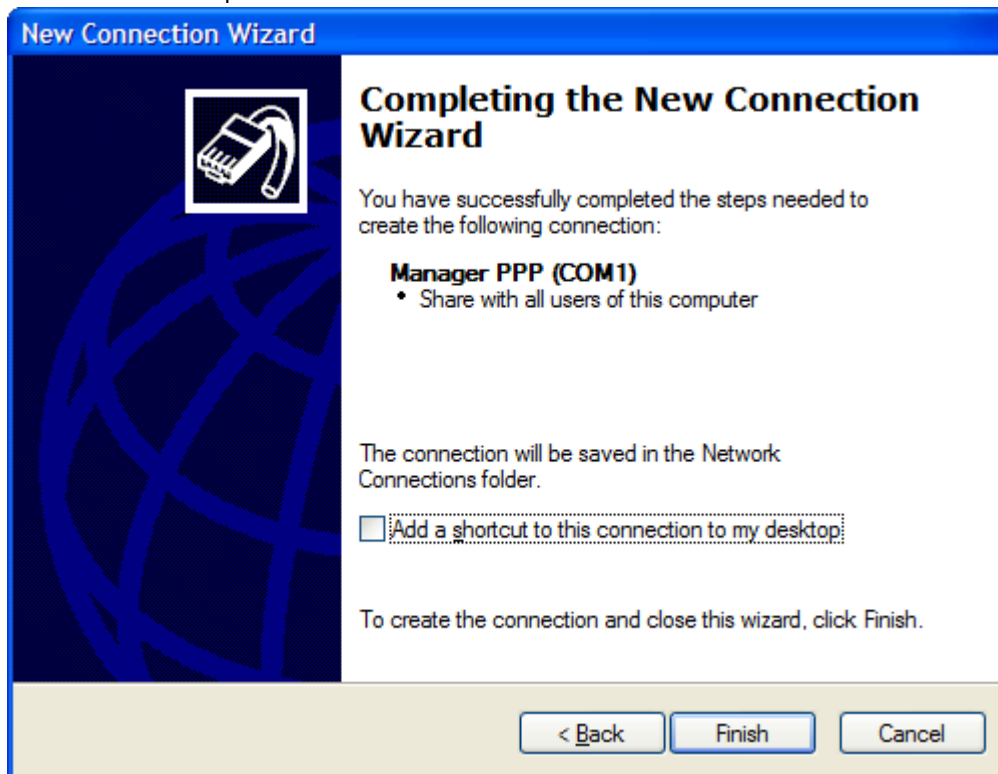 New Connection Wizard
Completing the New Connection
Wizard
You have successfully completed the steps needed to
create the following connection:
Manager PPP (COM1)
• Share with all users of this computer
The connection will be saved in the Network
Connections folder.
Add a shortcut to this connection to my desktop
To create the connection and close this wizard, click Finish.
< Back Finish Cancel